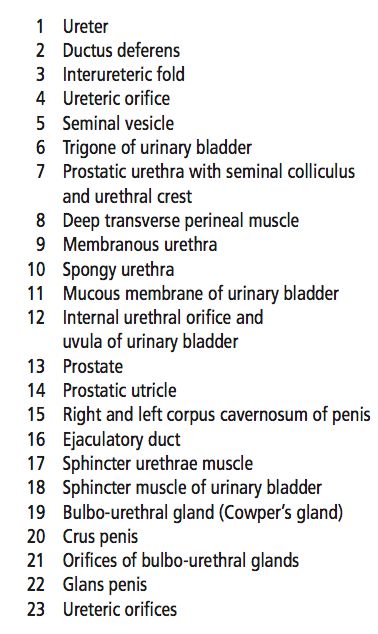 1 Ureter
2 Ductus deferens
3 Interureteric fold
4 Ureteric orifice
5 Seminal vesicle
6 Trigone of urinary bladder
7 Prostatic urethra with seminal colliculus
and urethral crest
8 Deep transverse perineal muscle
9 Membranous urethra
10 Spongy urethra
11 Mucous membrane of urinary bladder
12 Internal urethral orifice and
uvula of urinary bladder
13 Prostate
14 Prostatic utricle
15 Right and left corpus cavernosum of penis
16 Ejaculatory duct
17 Sphincter urethrae muscle
18 Sphincter muscle of urinary bladder
19 Bulbo-urethral gland (Cowper's gland)
20 Crus penis
21 Orifices of bulbo-urethral glands
22 Glans penis
23 Ureteric orifices